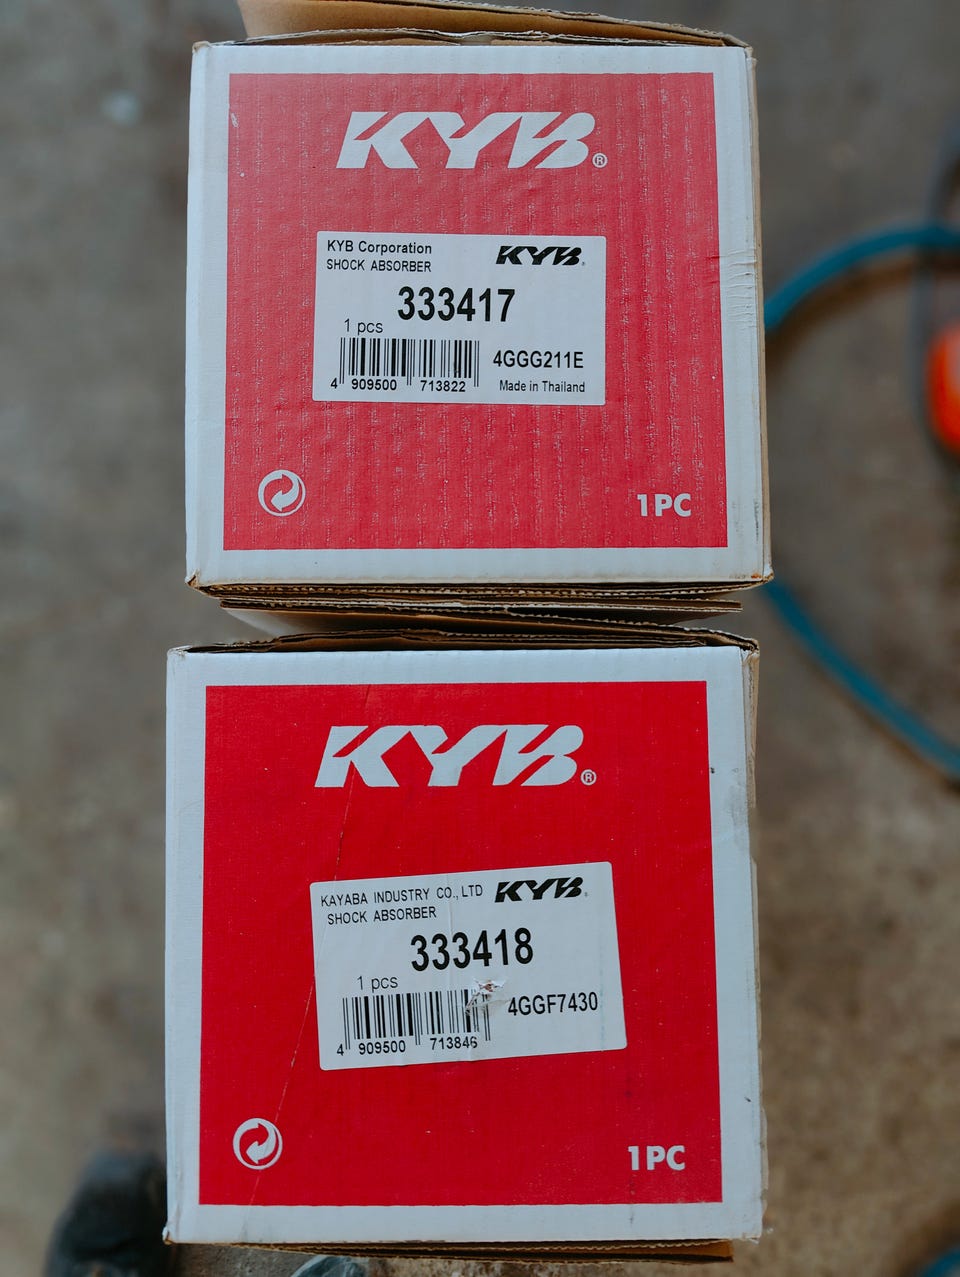 KYB®
KYB Corporation KYB®
SHOCK ABSORBER
333417
1 pcs
4GGG211E
4 909500 713822 Made in Thailand
1PC
KYB®
KAYABA INDUSTRY CO., LTD KYB®
SHOCK ABSORBER
333418
1 pcs
4GGF7430
4 909500 713846
1PC